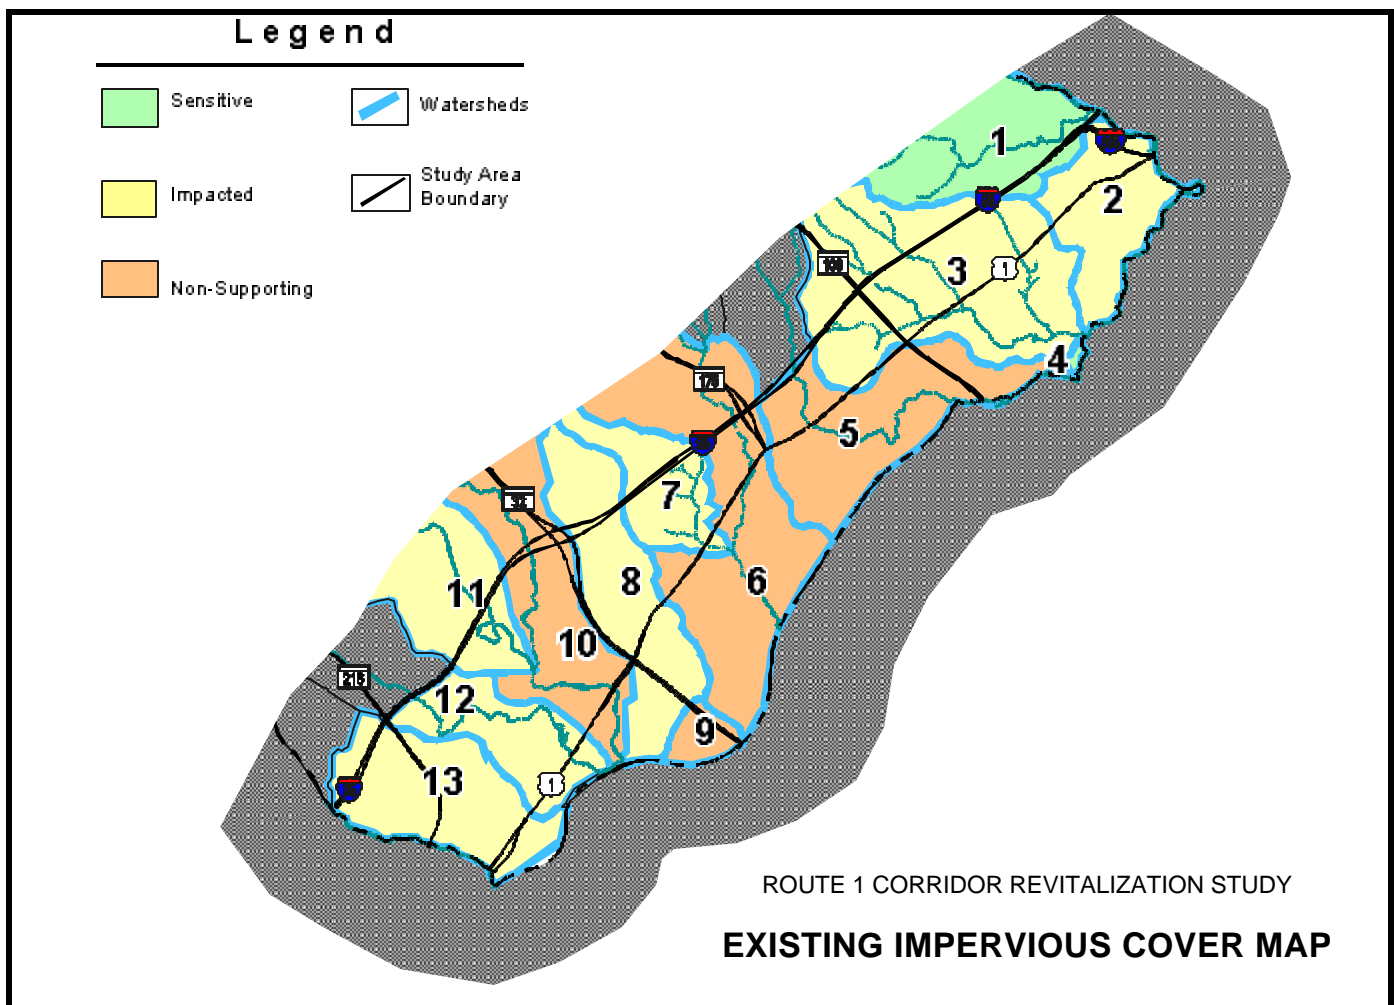 Legend
Sensitive
Watersheds
Impacted
Study Area
Boundary
Non-Supporting
1
2
3
1
4
5
6
7
8
9
10
11
12
13
1
ROUTE 1 CORRIDOR REVITALIZATION STUDY
EXISTING IMPERVIOUS COVER MAP